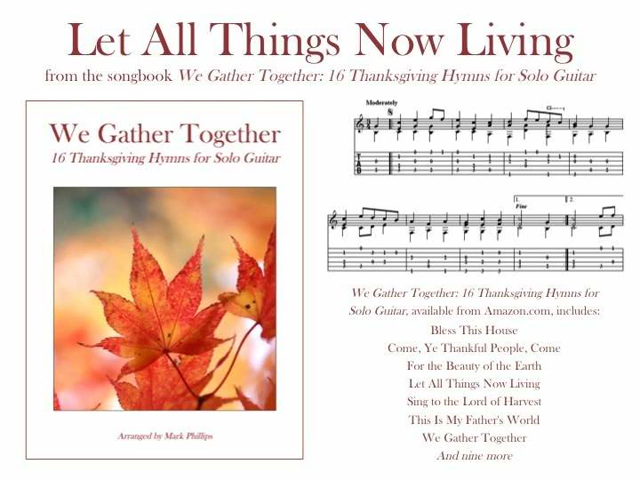 Let All Things Now Living
from the songbook We Gather Together: 16 Thanksgiving Hymns for Solo Guitar
We Gather Together
16 Thanksgiving Hymns for Solo Guitar
Arranged by Mark Phillips
Moderately
Fine
1.
2.
We Gather Together: 16 Thanksgiving Hymns for
Solo Guitar, available from Amazon.com, includes:
Bless This House
Come, Ye Thankful People, Come
For the Beauty of the Earth
Let All Things Now Living
Sing to the Lord of Harvest
This Is My Father's World
We Gather Together
And nine more